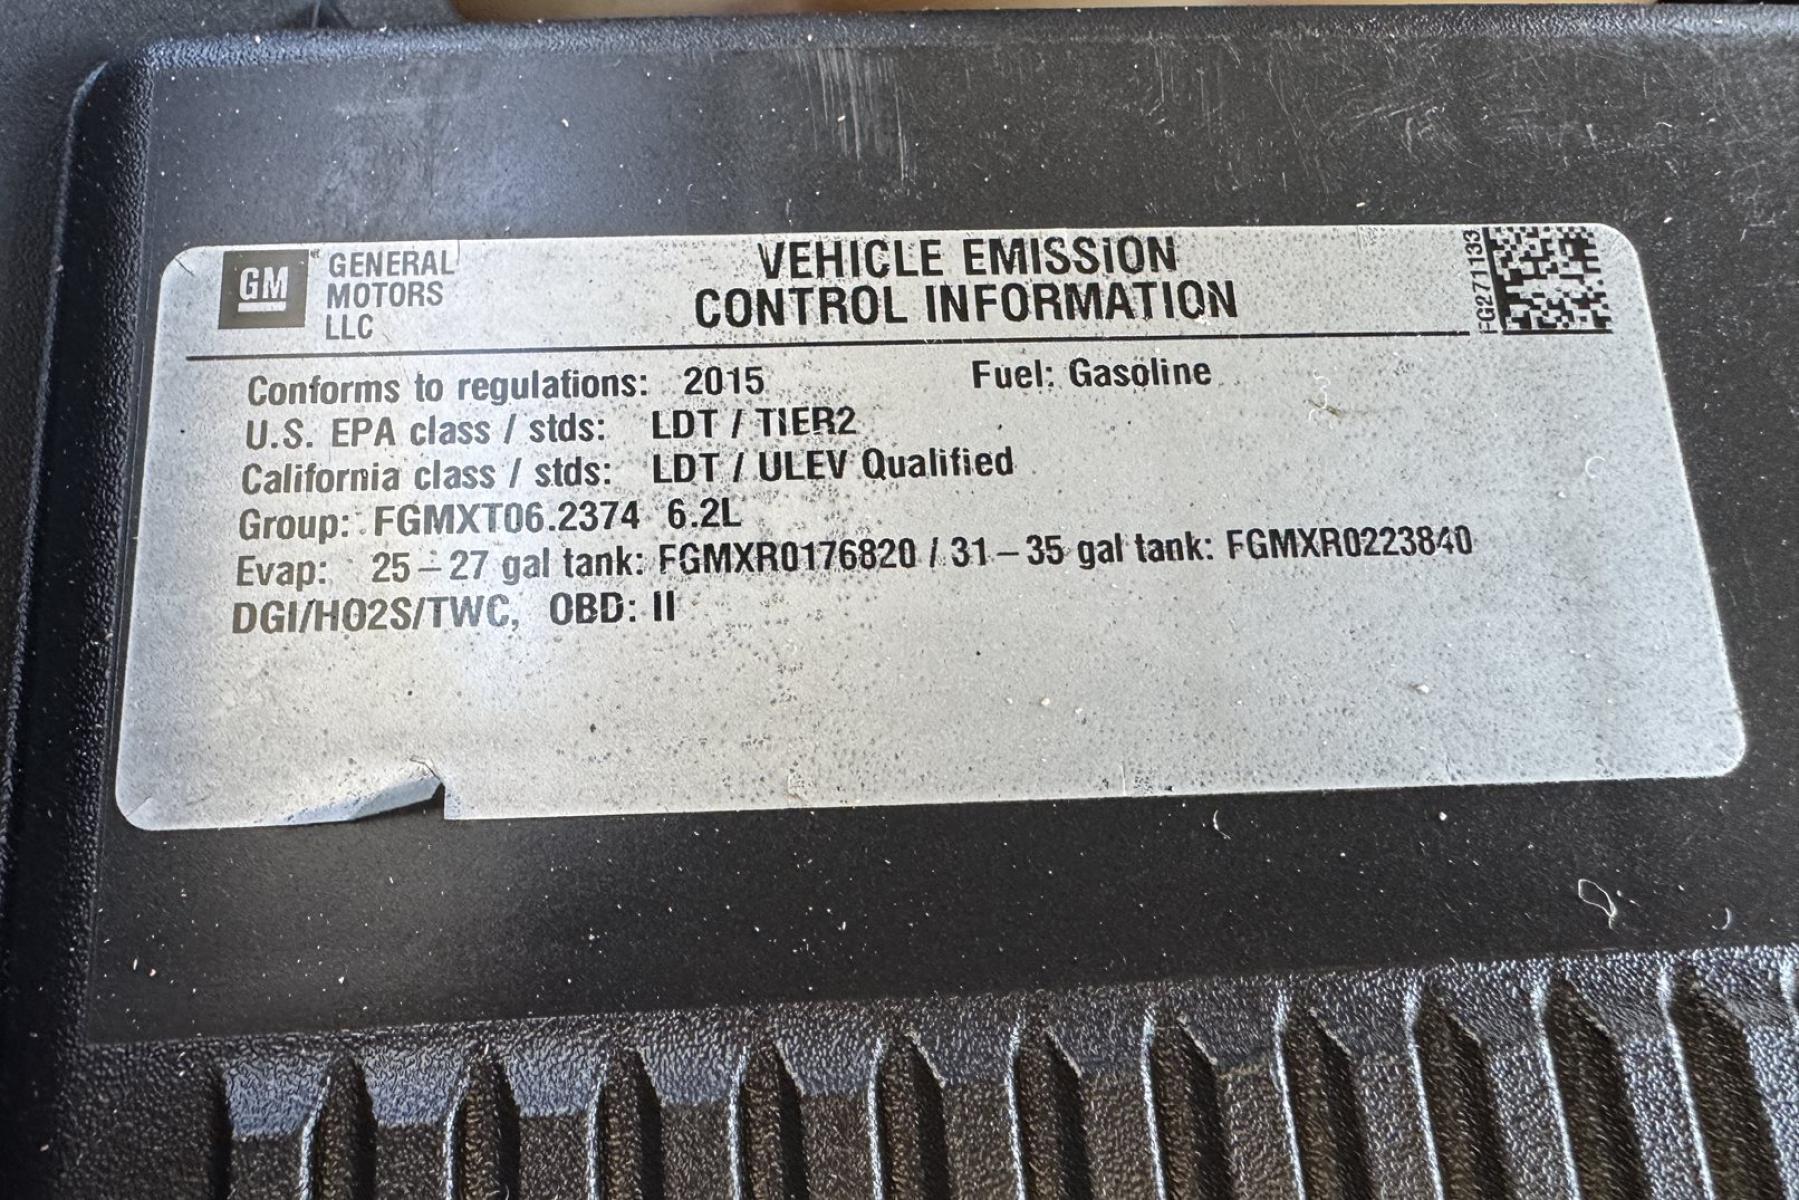 GM
GENERAL
MOTORS
LLC
VEHICLE EMISSION
CONTROL INFORMATION
FG271133
Conforms to regulations: 2015 Fuel: Gasoline
U.S. EPA class / stds: LDT / TIER2
California class / stds: LDT / ULEV Qualified
Group: FGMXT06.2374 6.2L
Evap: 25 – 27 gal tank: FGMXR0176820 / 31 – 35 gal tank: FGMXR0223840
DGI/HO2S/TWC, OBD: II